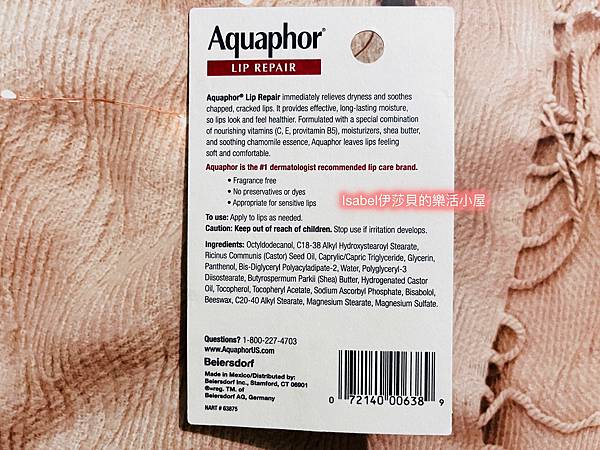 Aquaphor®
LIP REPAIR
Aquaphor® Lip Repair immediately relieves dryness and soothes
chapped, cracked lips. It provides effective, long-lasting moisture,
so lips look and feel healthier. Formulated with a special combination
of nourishing vitamins (C, E, provitamin B5), moisturizers, shea butter,
and soothing chamomile essence, Aquaphor leaves lips feeling
soft and comfortable.
Aquaphor is the #1 dermatologist recommended lip care brand.
• Fragrance free
• No preservatives or dyes
• Appropriate for sensitive lips
Isabel伊莎貝的樂活小屋
To use: Apply to lips as needed.
Caution: Keep out of reach of children. Stop use if irritation develops.
Ingredients: Octyldodecanol, C18-38 Alkyl Hydroxystearoyl Stearate,
Ricinus Communis (Castor) Seed Oil, Caprylic/Capric Triglyceride, Glycerin,
Panthenol, Bis-Diglyceryl Polyacyladipate-2, Water, Polyglyceryl-3
Diisostearate, Butyrospermum Parkii (Shea) Butter, Hydrogenated Castor
Oil, Tocopherol, Tocopheryl Acetate, Sodium Ascorbyl Phosphate, Bisabolol,
Beeswax, C20-40 Alkyl Stearate, Magnesium Stearate, Magnesium Sulfate.
Questions? 1-800-227-4703
www.AquaphorUS.com
Beiersdorf
Made in Mexico/Distributed by:
Beiersdorf Inc., Stamford, CT 06901
®=reg. TM. of
Beiersdorf AG, Germany
NART # 63875
0 72140 00638 9